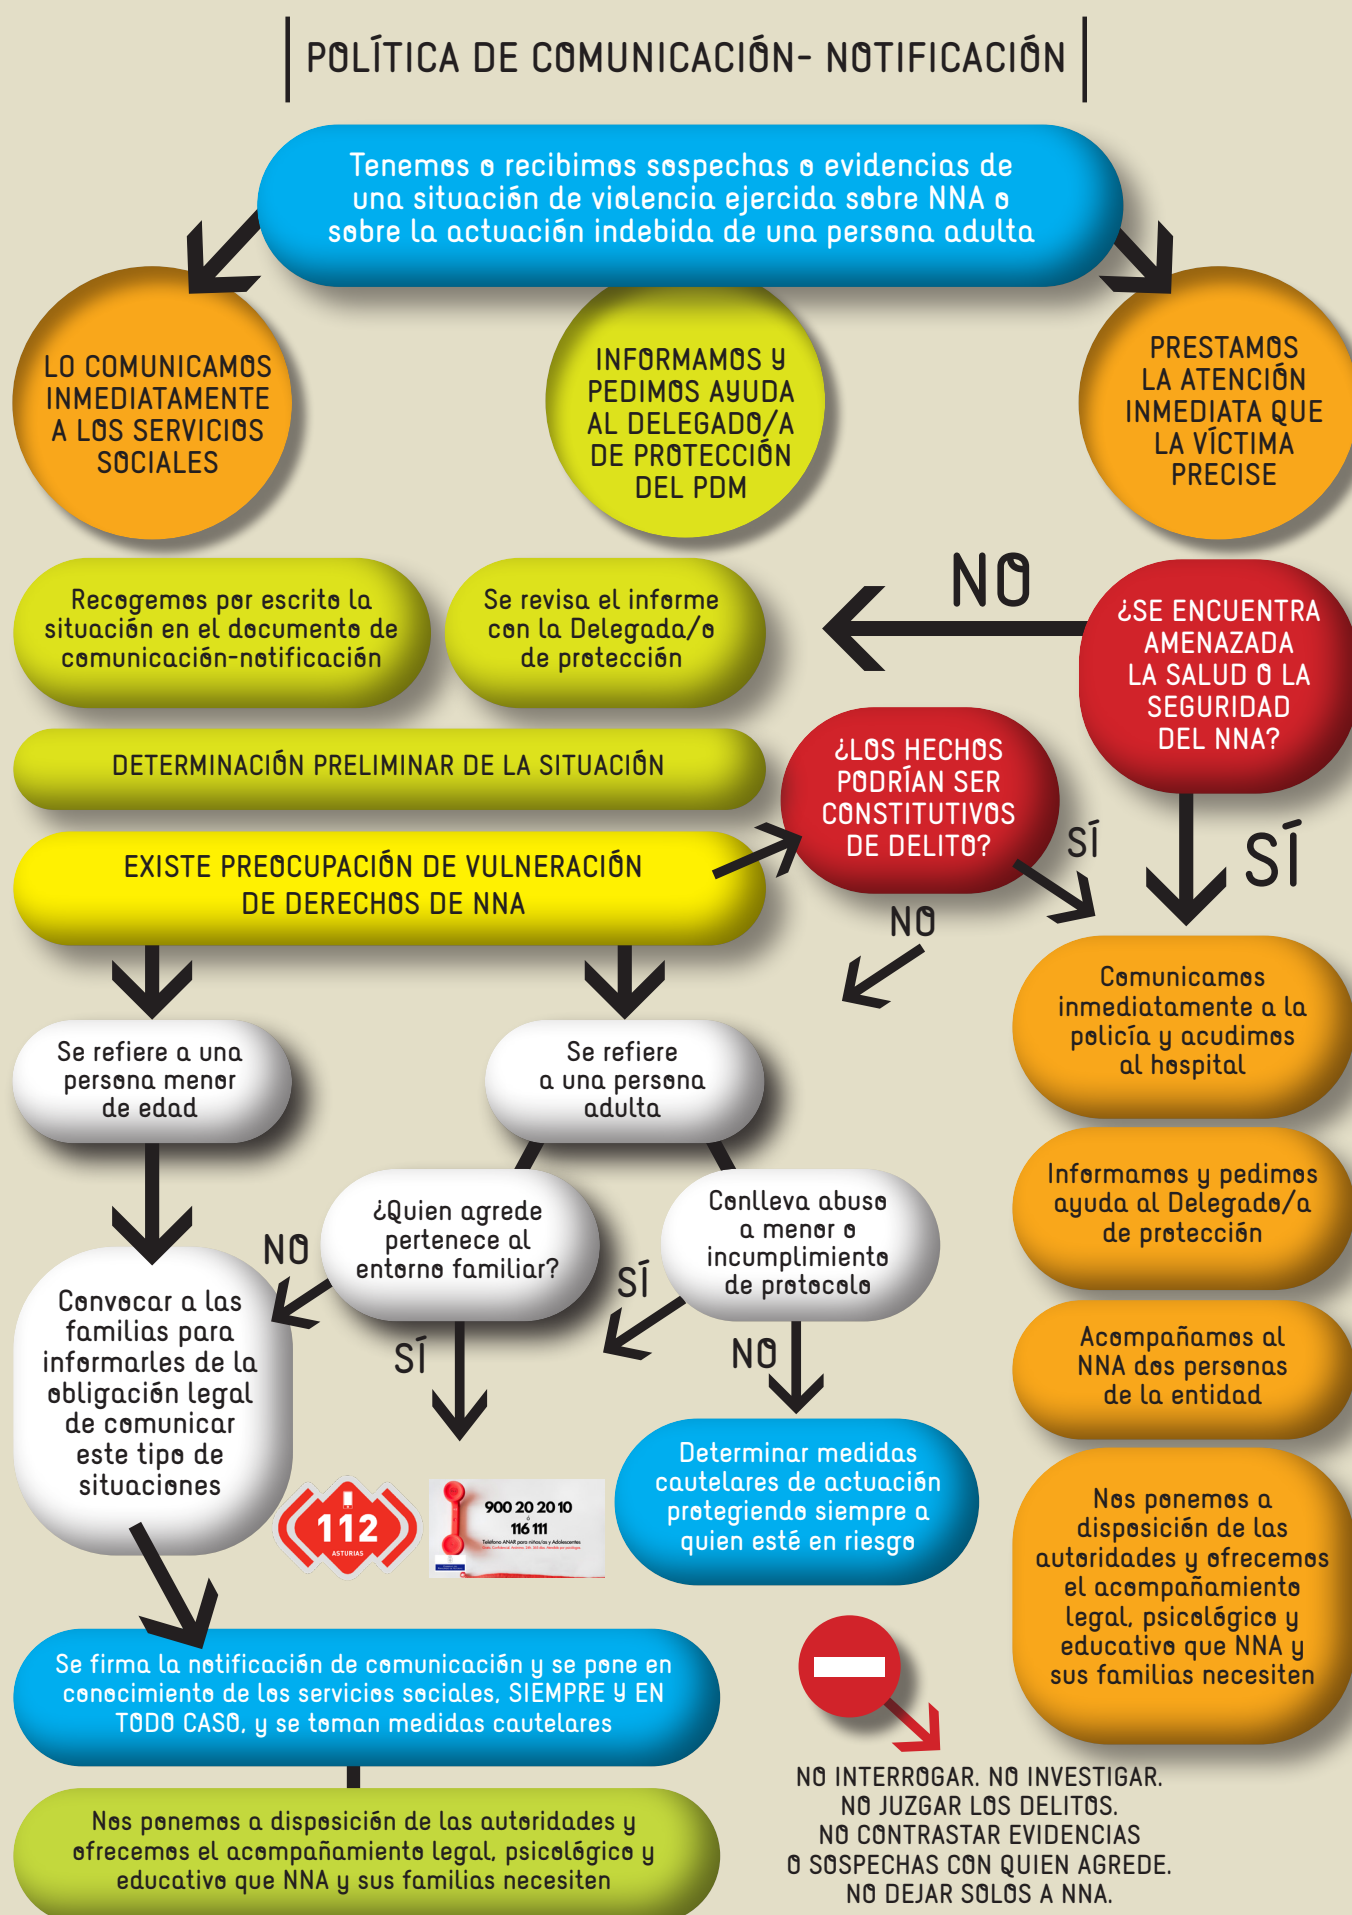 POLÍTICA DE COMUNICACIÓN- NOTIFICACIÓN
Tenemos o recibimos sospechas o evidencias de
una situación de violencia ejercida sobre NNA o
sobre la actuación indebida de una persona adulta
LO COMUNICAMOS
INMEDIATAMENTE
A LOS SERVICIOS
SOCIALES
INFORMAMOS Y
PEDIMOS AYUDA
AL DELEGADO/A
DE PROTECCIÓN
DEL PDM
PRESTAMOS
LA ATENCIÓN
INMEDIATA QUE
LA VÍCTIMA
PRECISE
Recogemos por escrito la
situación en el documento de
comunicación-notificación
Se revisa el informe
con la Delegada/o
de protección
NO
¿SE ENCUENTRA
AMENAZADA
LA SALUD O LA
SEGURIDAD
DEL NNA?
DETERMINACIÓN PRELIMINAR DE LA SITUACIÓN
¿LOS HECHOS
PODRÍAN SER
CONSTITUTIVOS
DE DELITO?
SÍ
SÍ
NO
EXISTE PREOCUPACIÓN DE VULNERACIÓN
DE DERECHOS DE NNA
Comunicamos
inmediatamente a la
policía y acudimos
al hospital
Se refiere a una
persona menor
de edad
Se refiere
a una persona
adulta
Informamos y pedimos
ayuda al Delegado/a
de protección
¿Quien agrede
pertenece al
entorno familiar?
Conlleva abuso
a menor o
incumplimiento
de protocolo
NO
SÍ
SÍ
NO
Convocar a las
familias para
informarles de la
obligación legal
de comunicar
este tipo de
situaciones
Acompañamos al
NNA dos personas
de la entidad
112
ASTURIAS
900 20 20 10
ó
116 111
Teléfono ANAR para niños/as y Adolescentes
Determinar medidas
cautelares de actuación
protegiendo siempre a
quien esté en riesgo
Nos ponemos a
disposición de las
autoridades y ofrecemos
el acompañamiento
legal, psicológico y
educativo que NNA y
sus familias necesiten
Se firma la notificación de comunicación y se pone en
conocimiento de los servicios sociales, SIEMPRE Y EN
TODO CASO, y se toman medidas cautelares
Nos ponemos a disposición de las autoridades y
ofrecemos el acompañamiento legal, psicológico y
educativo que NNA y sus familias necesiten
NO INTERROGAR. NO INVESTIGAR.
NO JUZGAR LOS DELITOS.
NO CONTRASTAR EVIDENCIAS
O SOSPECHAS CON QUIEN AGREDE.
NO DEJAR SOLOS A NNA.